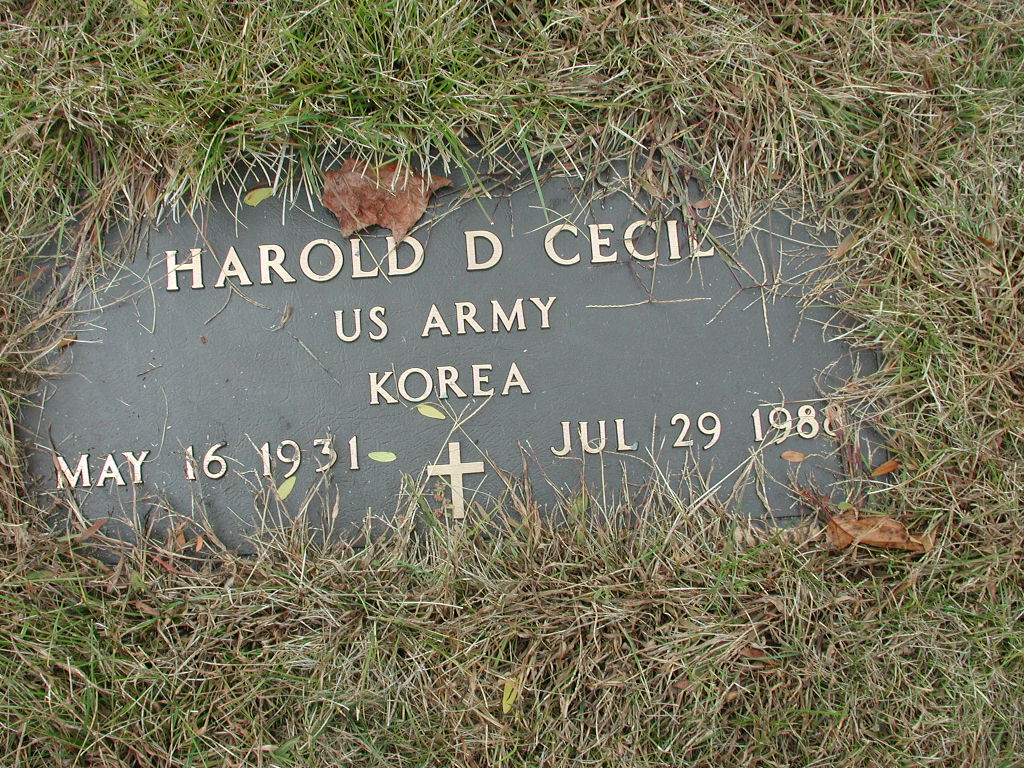 HAROLD D CECIL
US ARMY
KOREA
MAY 16 1931 JUL 29 1988